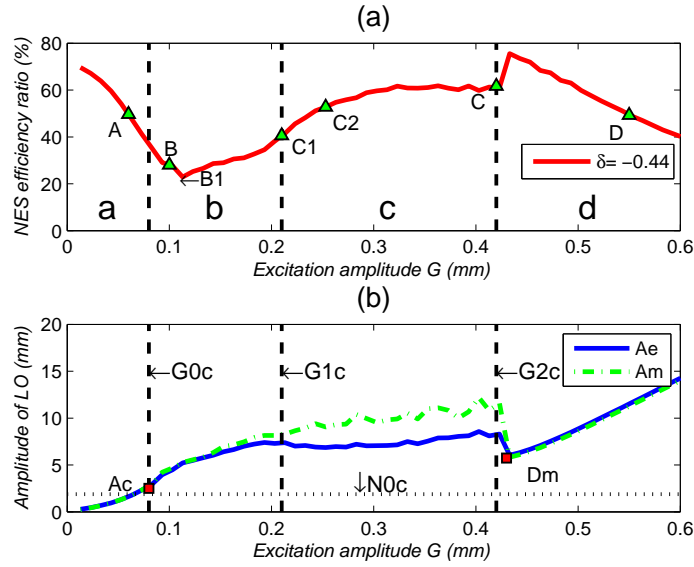 (a)
NES efficiency ratio (%)
80
60
40
20
0
A
B
←B1
C1
C2
C
D
δ= −0.44
a
b
c
d
0
0.1
0.2
0.3
0.4
0.5
0.6
Excitation amplitude G (mm)
(b)
Amplitude of LO (mm)
20
15
10
5
0
←G0c
←G1c
←G2c
Ae
Am
Ac
↓N0c
Dm
0
0.1
0.2
0.3
0.4
0.5
0.6
Excitation amplitude G (mm)